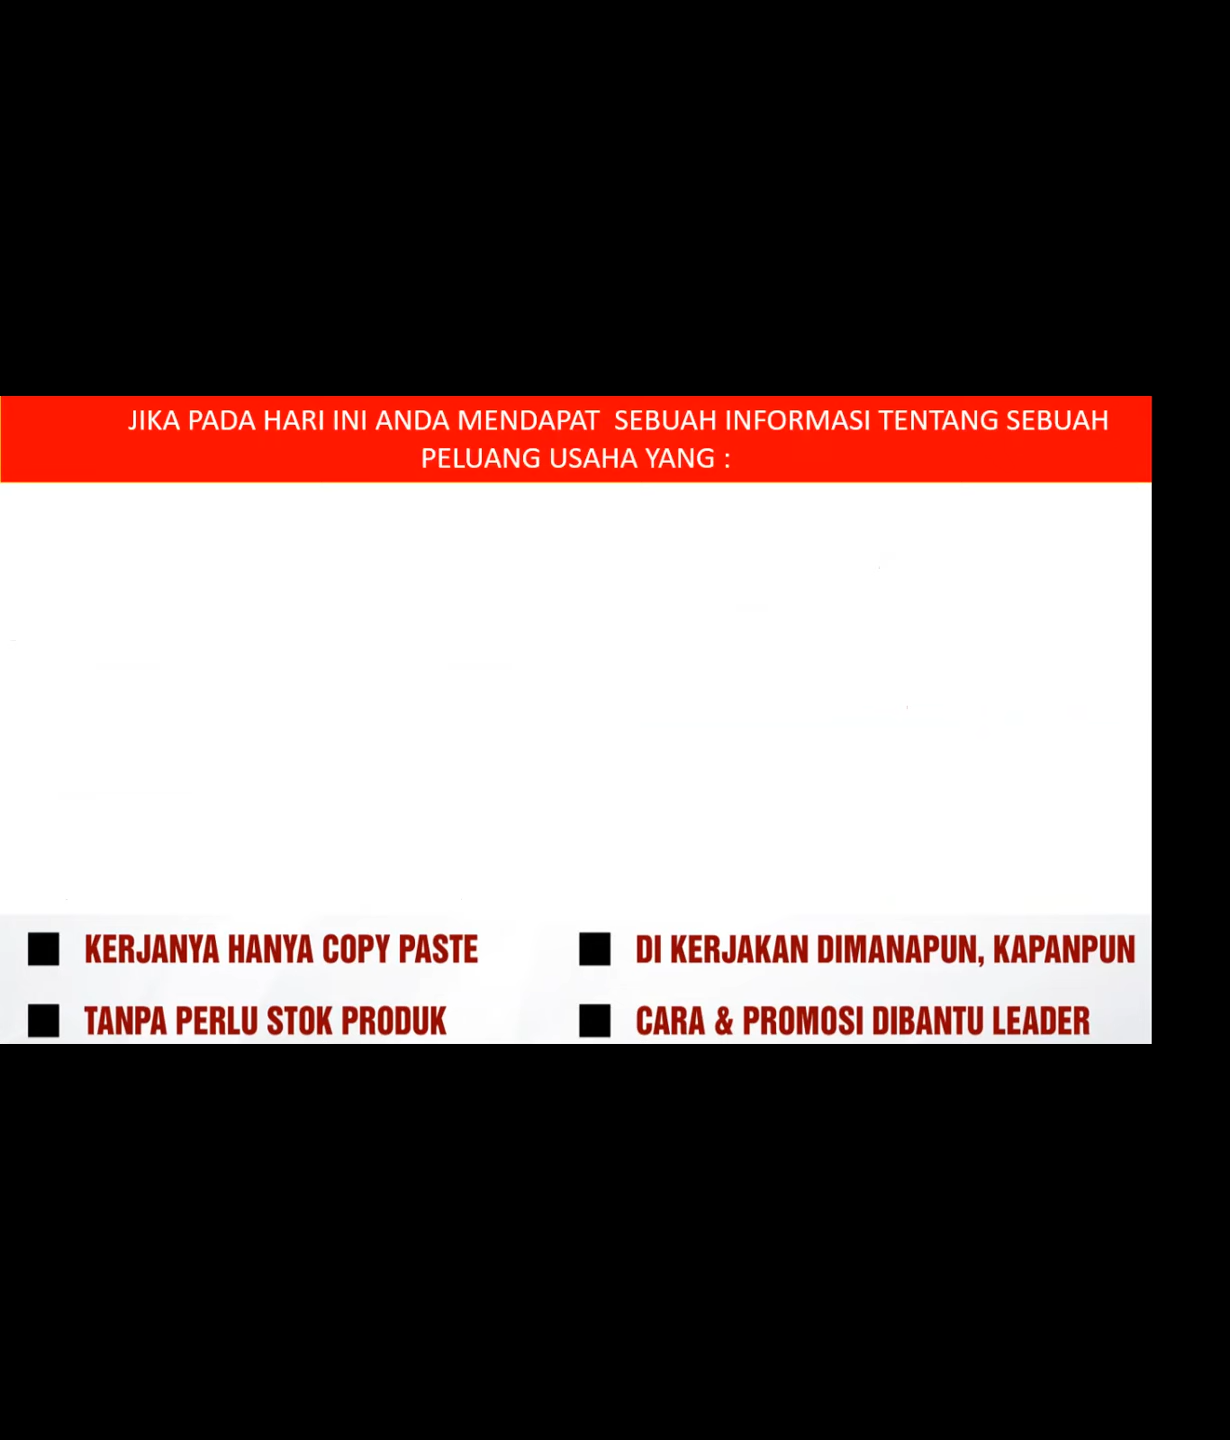 JIKA PADA HARI INI ANDA MENDAPAT  SEBUAH INFORMASI TENTANG SEBUAH
PELUANG USAHA YANG :
KERJANYA HANYA COPY PASTE
DI KERJAKAN DIMANAPUN, KAPANPUN
TANPA PERLU STOK PRODUK
CARA & PROMOSI DIBANTU LEADER